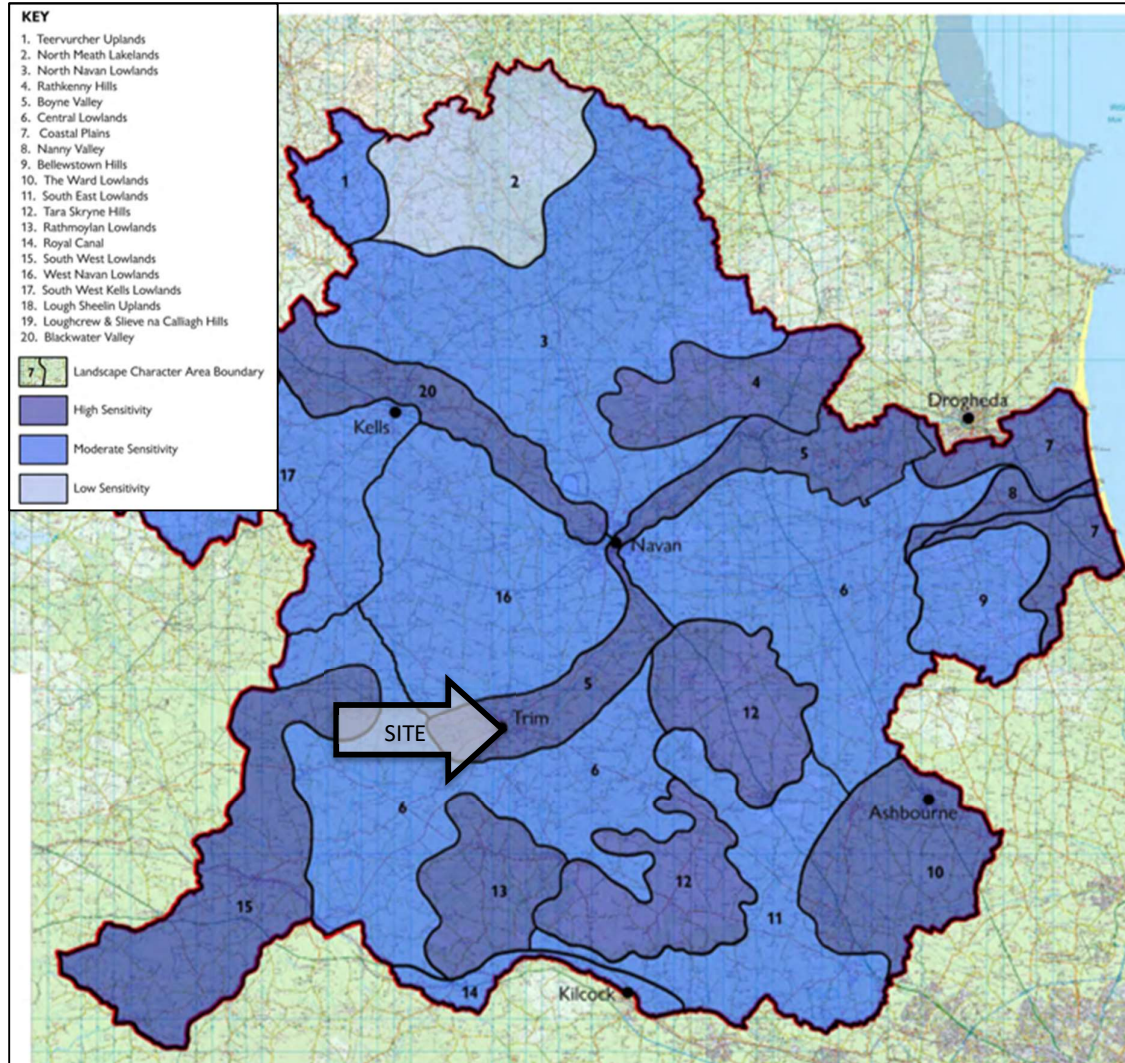 KEY
1. Teervurcher Uplands
2. North Meath Lakelands
3. North Navan Lowlands
4. Rathkenny Hills
5. Boyne Valley
6. Central Lowlands
7. Coastal Plains
8. Nanny Valley
9. Bellewstown Hills
10. The Ward Lowlands
11. South East Lowlands
12. Tara Skryne Hills
13. Rathmoylan Lowlands
14. Royal Canal
15. South West Lowlands
16. West Navan Lowlands
17. South West Kells Lowlands
18. Lough Sheelin Uplands
19. Loughcrew & Slieve na Calliagh Hills
20. Blackwater Valley
7 Landscape Character Area Boundary
High Sensitivity
Moderate Sensitivity
Low Sensitivity
1
2
3
20
4
Kells
Drogheda
5
7
17
8
7
Navan
16
6
9
5
12
Trim
SITE
6
6
Ashbourne
13
12
10
15
11
14
Kilcock